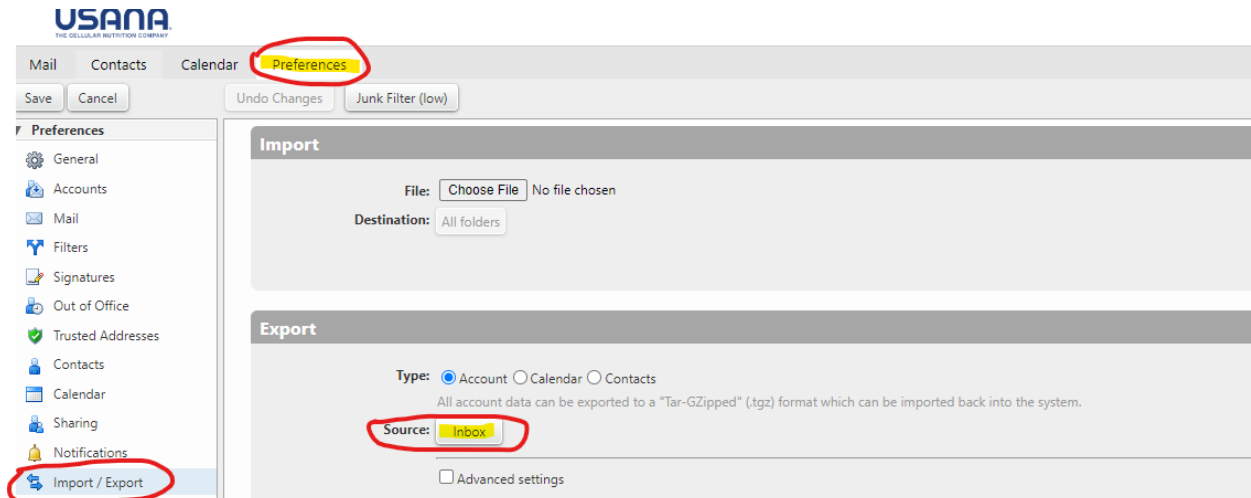 USANA
THE CELLULAR NUTRITION COMPANY
Mail Contacts Calendar Preferences
Save Cancel Undo Changes Junk Filter (low)
Preferences
General
Accounts
Mail
Filters
Signatures
Out of Office
Trusted Addresses
Contacts
Calendar
Sharing
Notifications
Import / Export
Import
File: Choose File No file chosen
Destination: All folders
Export
Type: Account Calendar Contacts
All account data can be exported to a "Tar-GZipped" (.tgz) format which can be imported back into the system.
Source: Inbox
Advanced settings